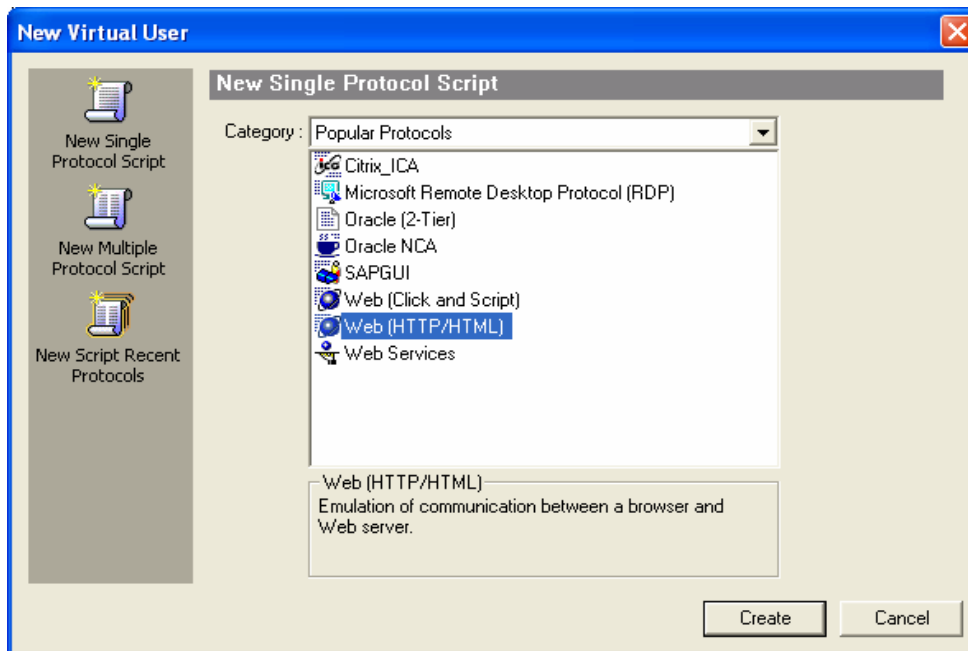 New Virtual User
New Single
Protocol Script
New Multiple
Protocol Script
New Script Recent
Protocols
New Single Protocol Script
Category :
Popular Protocols
Citrix_ICA
Microsoft Remote Desktop Protocol (RDP)
Oracle (2-Tier)
Oracle NCA
SAPGUI
Web (Click and Script)
Web (HTTP/HTML)
Web Services
Web (HTTP/HTML)
Emulation of communication between a browser and
Web server.
Create
Cancel